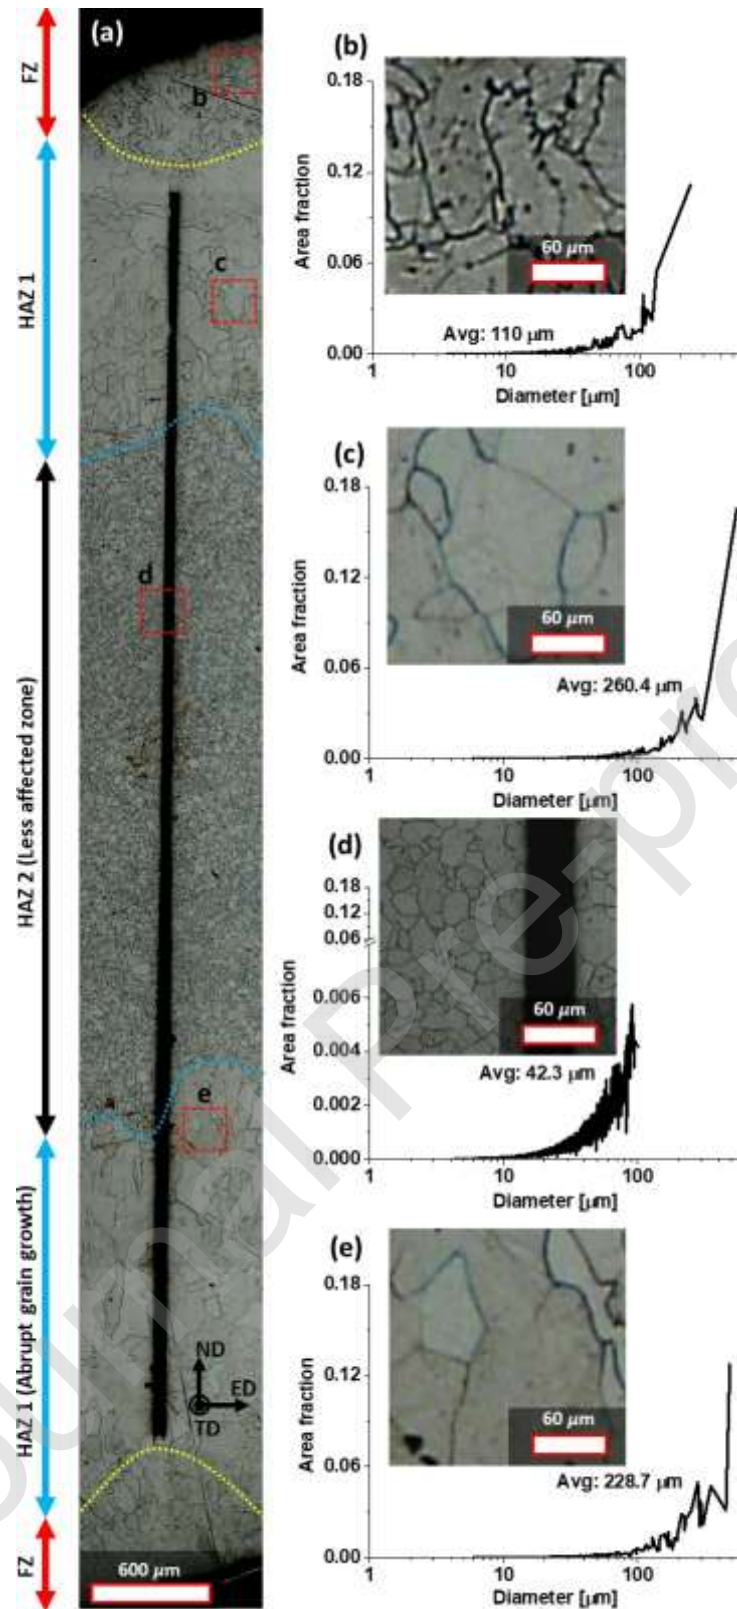 (a)
FZ
HAZ 1
HAZ 2 (Less affected zone)
HAZ 1 (Abrupt grain growth)
FZ
b
c
d
e
ND
ED
TD
600 µm
(b)
Area fraction
0.18
0.12
0.06
0.00
60 µm
Avg: 110 µm
1 10 100
Diameter [µm]
(c)
Area fraction
0.18
0.12
0.06
0.00
60 µm
Avg: 260.4 µm
1 10 100
Diameter [µm]
(d)
Area fraction
0.18
0.12
0.06
0.006
0.004
0.002
0.000
60 µm
Avg: 42.3 µm
1 10 100
Diameter [µm]
(e)
Area fraction
0.18
0.12
0.06
0.00
60 µm
Avg: 228.7 µm
1 10 100
Diameter [µm]
Journal Pre-pro